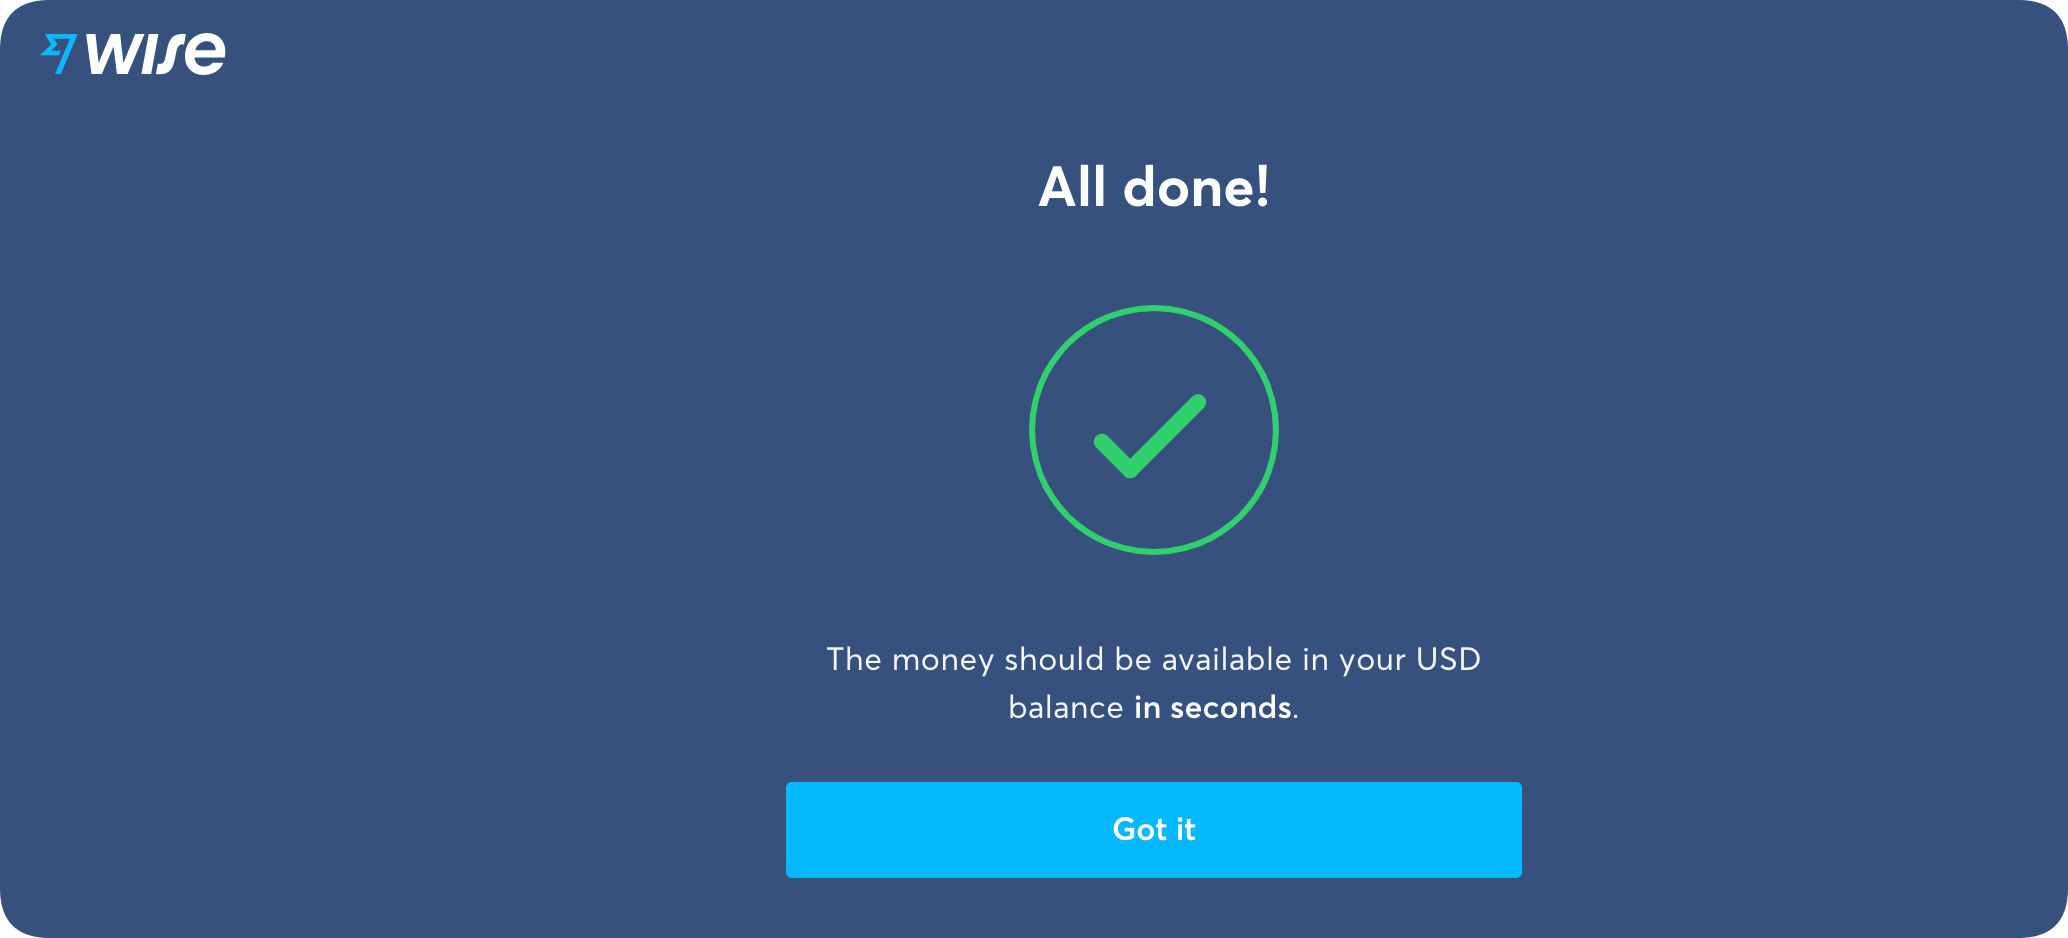 wise
All done!
The money should be available in your USD
balance in seconds.
Got it